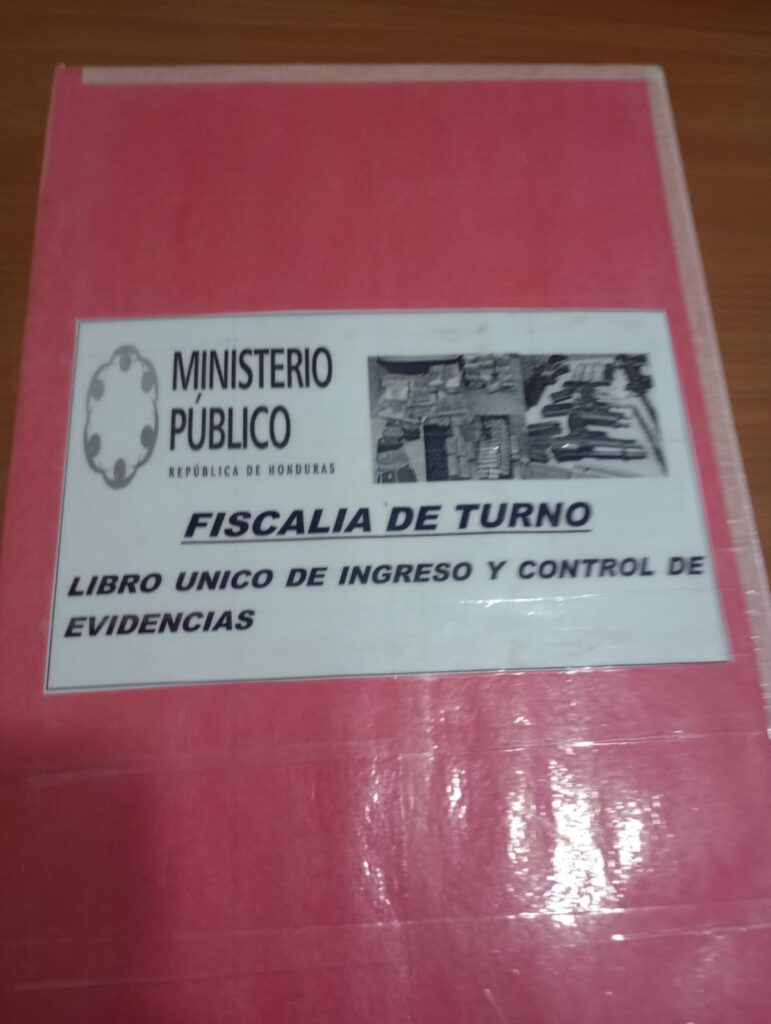 MINISTERIO
PÚBLICO
REPÚBLICA DE HONDURAS
FISCALIA DE TURNO
LIBRO UNICO DE INGRESO Y CONTROL DE
EVIDENCIAS